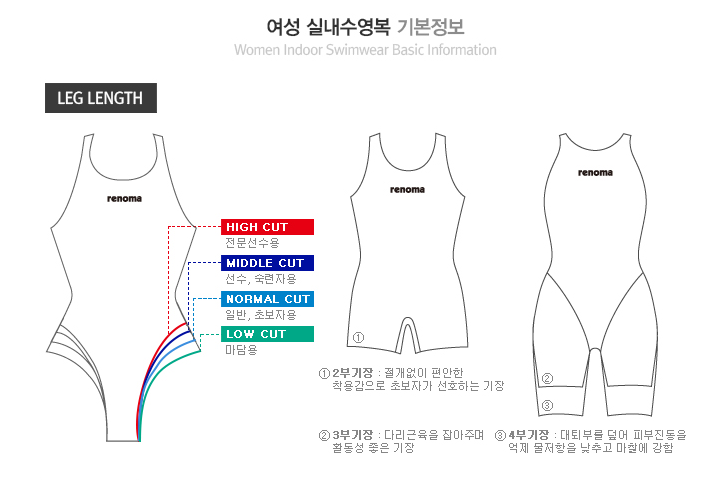 여성 실내수영복 기본정보
Women Indoor Swimwear Basic Information
LEG LENGTH
renoma
renoma
renoma
HIGH CUT
전문선수용
MIDDLE CUT
선수, 숙련자용
NORMAL CUT
일반, 초보자용
LOW CUT
마담용
①
②
③
① 2부기장 : 절개없이 편안한
착용감으로 초보자가 선호하는 기장
② 3부기장 : 다리근육을 잡아주며
활동성 좋은 기장
③ 4부기장 : 대퇴부를 덮어 피부진동을
억제 물저항을 낮추고 마찰에 강함